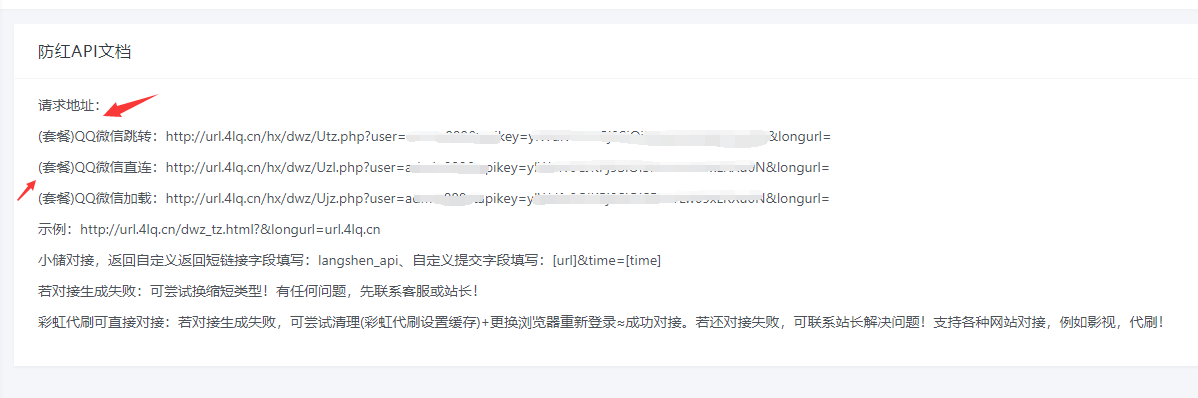 防红API文档
请求地址：
(套餐)QQ微信跳转：http://url.4lq.cn/hx/dwz/Utz.php?user= &longurl=
(套餐)QQ微信直连：http://url.4lq.cn/hx/dwz/Uzl.php?user= &longurl=
(套餐)QQ微信加载：http://url.4lq.cn/hx/dwz/Ujz.php?user= &longurl=
示例：http://url.4lq.cn/dwz_tz.html?&longurl=url.4lq.cn
小储对接，返回自定义返回短链接字段填写：langshen_api、自定义提交字段填写：[url]&time=[time]
若对接生成失败：可尝试换缩短类型！有任何问题，先联系客服或站长！
彩虹代刷可直接对接：若对接生成失败，可尝试清理(彩虹代刷设置缓存)+更换浏览器重新登录≈成功对接。若还对接失败，可联系站长解决问题！支持各种网站对接，例如影视，代刷！